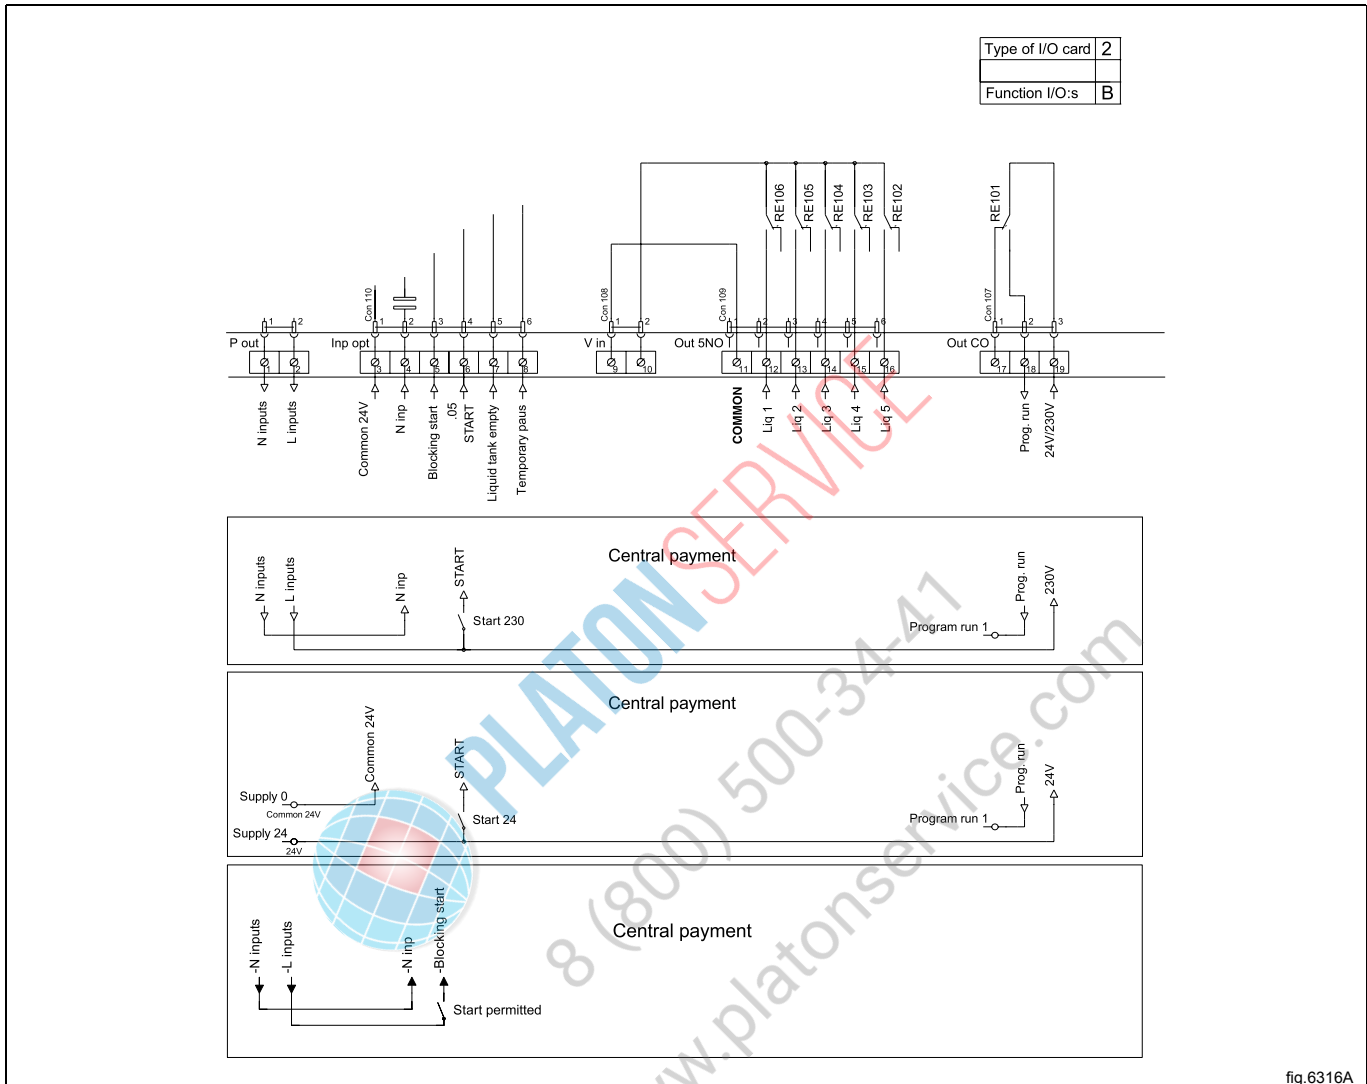 Type of I/O card 2
Function I/O:s B
RE106
RE105
RE104
RE103
RE102
RE101
Con 110
Con 108
Con 109
Con 107
1 2 1 2 3 4 5 6 1 2 1 2 3 4 5 6 1 2 3
P out
Inp opt
V in
Out 5NO
Out CO
1 2 3 4 5 6 7 8 9 10 11 12 13 14 15 16 17 18 19
N inputs
L inputs
Common 24V
N inp
Blocking start
.05
START
Liquid tank empty
Temporary paus
COMMON
Liq 1
Liq 2
Liq 3
Liq 4
Liq 5
Prog. run
24V/230V
Central payment
N inputs
L inputs
N inp
START
Start 230
Prog. run
230V
Program run 1
Central payment
Common 24V
START
Supply 0
Common 24V
Supply 24
24V
Start 24
Prog. run
24V
Program run 1
Central payment
-N inputs
-L inputs
-N inp
-Blocking start
Start permitted
PLATONSERVICE
8 (800) 500-34-41
www.platonservice.com
fig.6316A